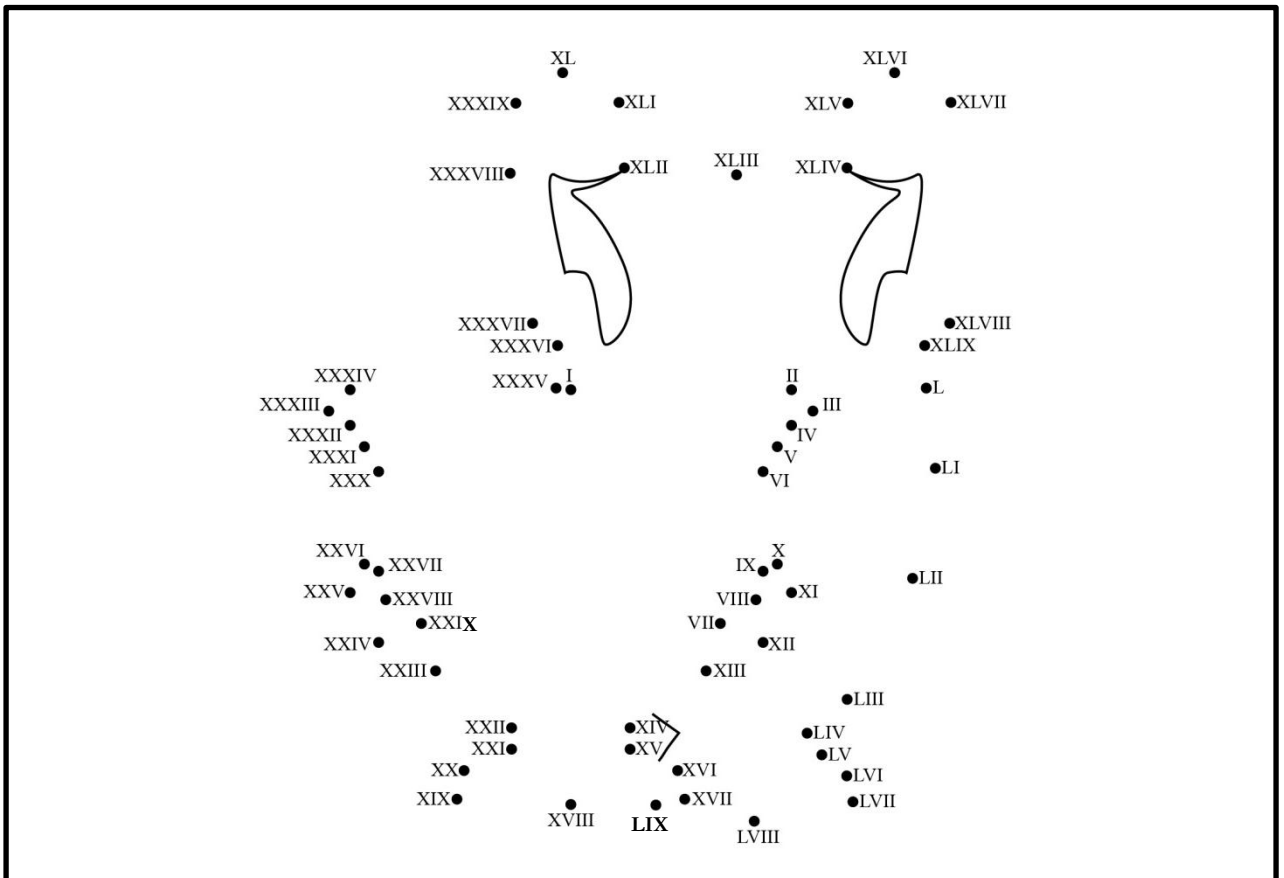 XL XLVI
XXXIX XLI XLV XLVII
XXXVIII XLII XLIII XLIV
XXXVII XLVIII
XXXVI XLIX
XXXIV XXXV I II L
XXXIII III
XXXII IV
XXXI V
XXX VI LI
XXVI XXVII IX X
XXV XXVIII VIII XI LII
XXIX VII
XXIV XII
XXIII XIII
LIII
XXII XIV LIV
XXI XV LV
XX XVI LVI
XIX XVII LVII
XVIII LIX LVIII